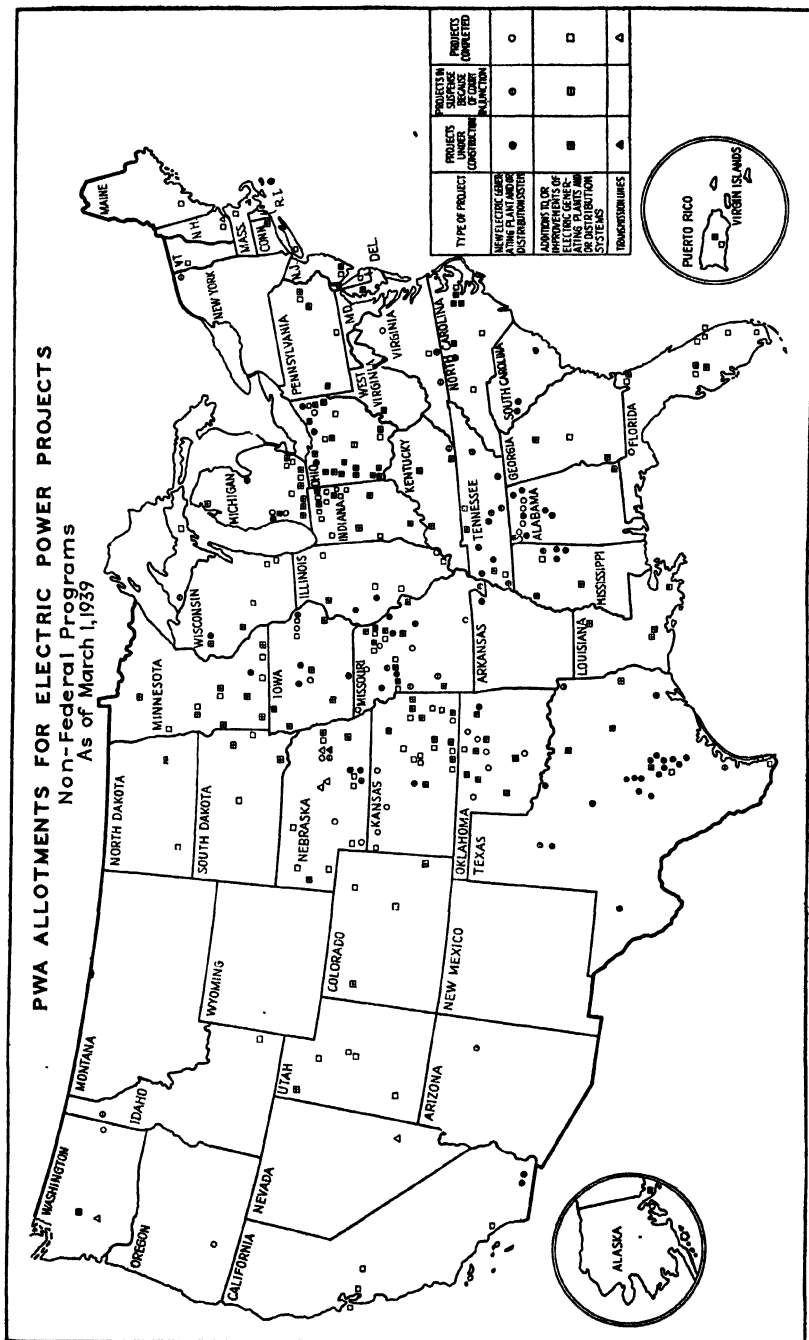 PWA ALLOTMENTS FOR ELECTRIC POWER PROJECTS
Non-Federal Programs
As of March 1, 1939
WASHINGTON
OREGON
CALIFORNIA
NEVADA
IDAHO
MONTANA
WYOMING
UTAH
ARIZONA
COLORADO
NEW MEXICO
NORTH DAKOTA
SOUTH DAKOTA
NEBRASKA
KANSAS
OKLAHOMA
TEXAS
MINNESOTA
IOWA
MISSOURI
ARKANSAS
LOUISIANA
WISCONSIN
ILLINOIS
MICHIGAN
INDIANA
OHIO
KENTUCKY
TENNESSEE
MISSISSIPPI
ALABAMA
GEORGIA
FLORIDA
SOUTH CAROLINA
NORTH CAROLINA
VIRGINIA
WEST
VIRGINIA
PENNSYLVANIA
NEW YORK
MD.
DEL.
N.J.
VT.
N.H.
MAINE
MASS.
CONN.
R.I.
ALASKA
PUERTO RICO
VIRGIN ISLANDS
TYPE OF PROJECT
PROJECTS
UNDER
CONSTRUCTION
PROJECTS IN
SUSPENSE
BECAUSE
OF COURT
INJUNCTION
PROJECTS
COMPLETED
NEW ELECTRIC GENER-
ATING PLANT AND/OR
DISTRIBUTION SYSTEM
ADDITIONS TO, OR
IMPROVEMENTS OF
ELECTRIC GENER-
ATING PLANTS AND
OR DISTRIBUTION
SYSTEMS
TRANSMISSION LINES